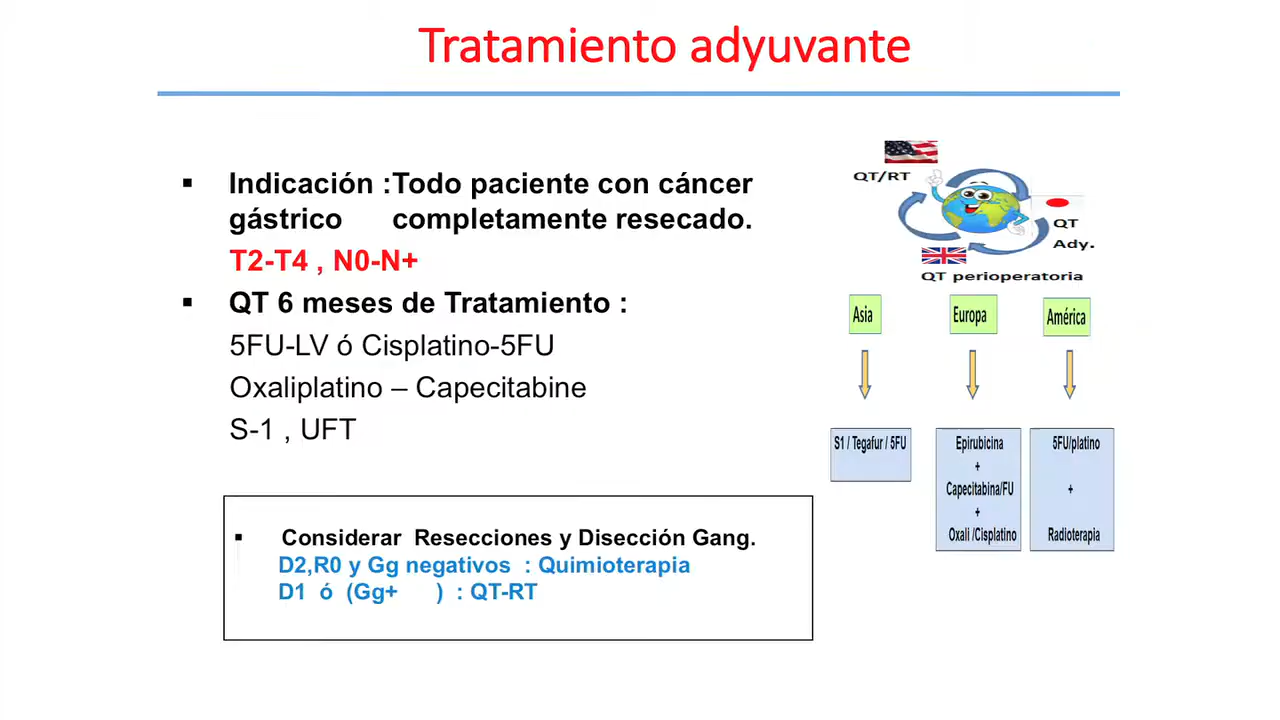 Tratamiento adyuvante
▪ Indicación :Todo paciente con cáncer
gástrico completamente resecado.
T2-T4 , N0-N+
▪ QT 6 meses de Tratamiento :
5FU-LV ó Cisplatino-5FU
Oxaliplatino – Capecitabine
S-1 , UFT
▪ Considerar Resecciones y Disección Gang.
D2,R0 y Gg negativos : Quimioterapia
D1 ó (Gg+ ) : QT-RT
QT/RT
QT
Ady.
QT perioperatoria
Asia
Europa
América
S1 / Tegafur / 5FU
Epirubicina
+
Capecitabina/FU
+
Oxali /Cisplatino
5FU/platino
+
Radioterapia